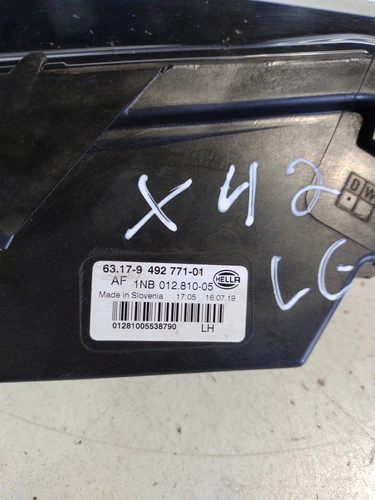 X42
D W
LG
63.17-9 492 771-01
AF 1NB 012.810-05
HELLA
Made in Slovenia 17:05 16.07.19
01281005538790 LH